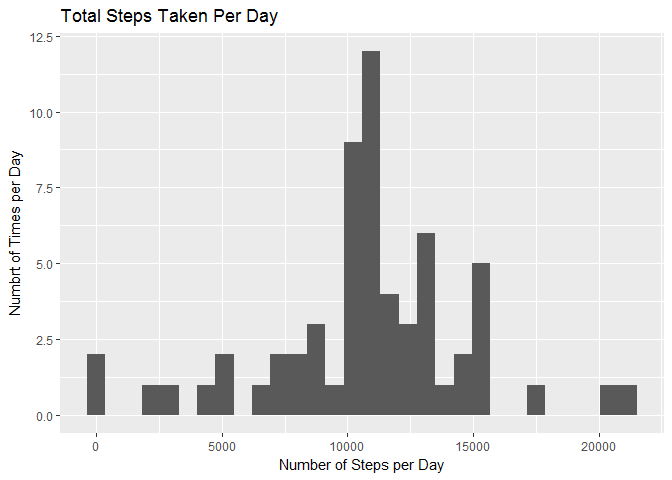 Total Steps Taken Per Day
12.5
10.0
7.5
5.0
2.5
0.0
Numbrt of Times per Day
0 5000 10000 15000 20000
Number of Steps per Day